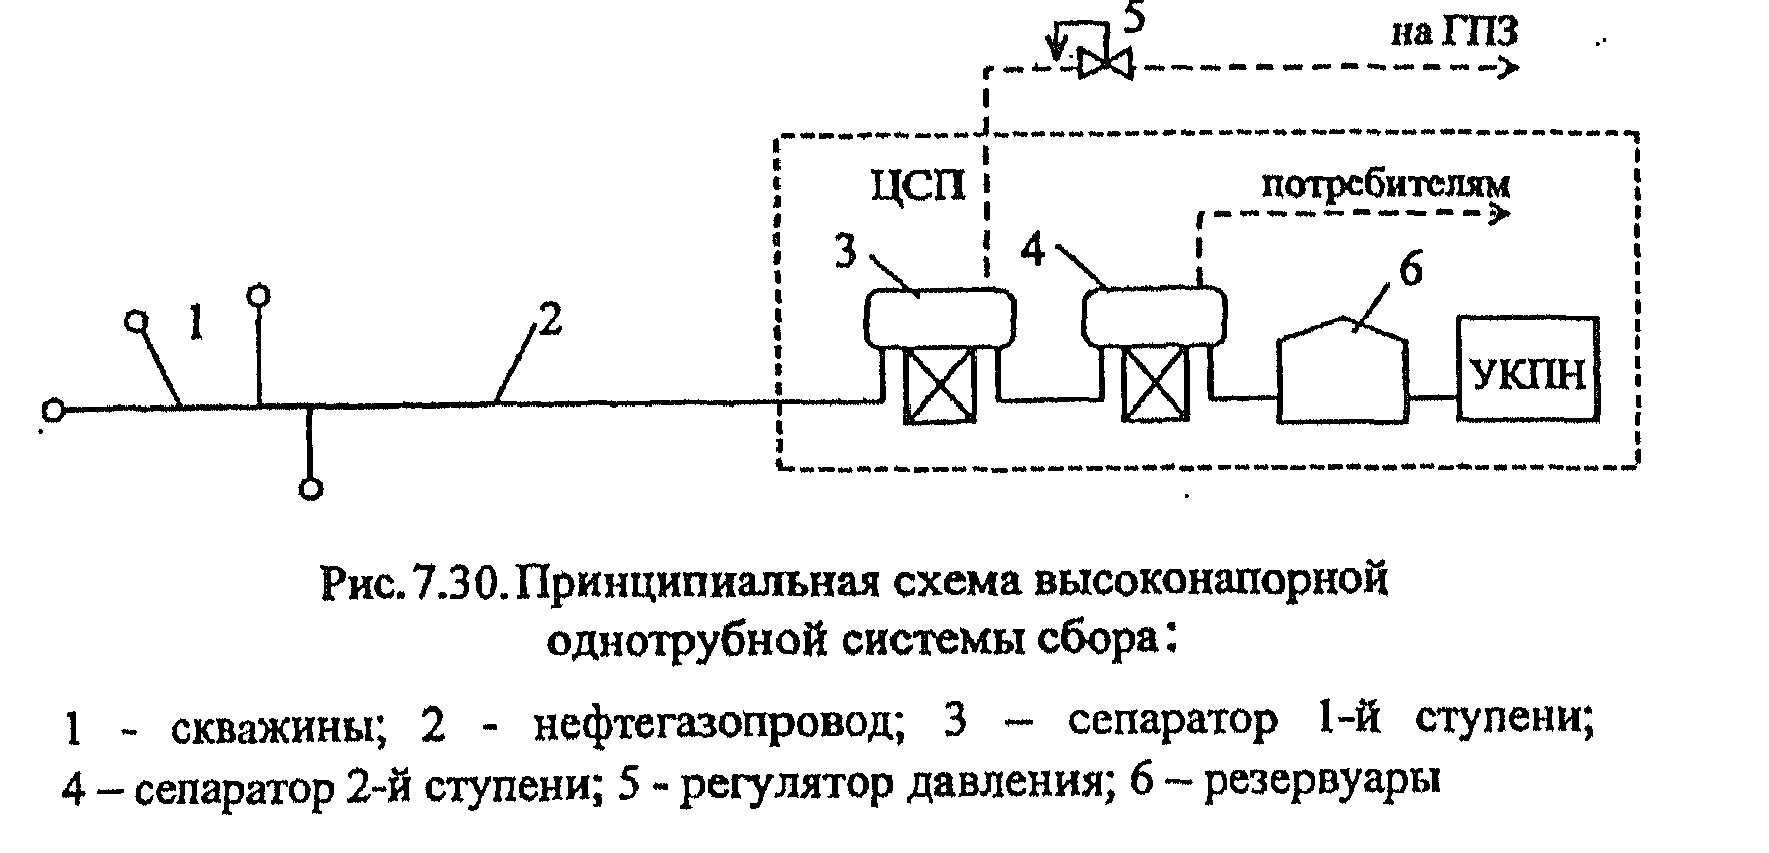 5
на ГПЗ
ЦСП
потребителям
3
4
6
1
2
УКПН
Рис.7.30.Принципиальная схема высоконапорной
однотрубной системы сбора:
1 - скважины; 2 - нефтегазопровод; 3 – сепаратор 1-й ступени;
4 – сепаратор 2-й ступени; 5 - регулятор давления; 6 – резервуары